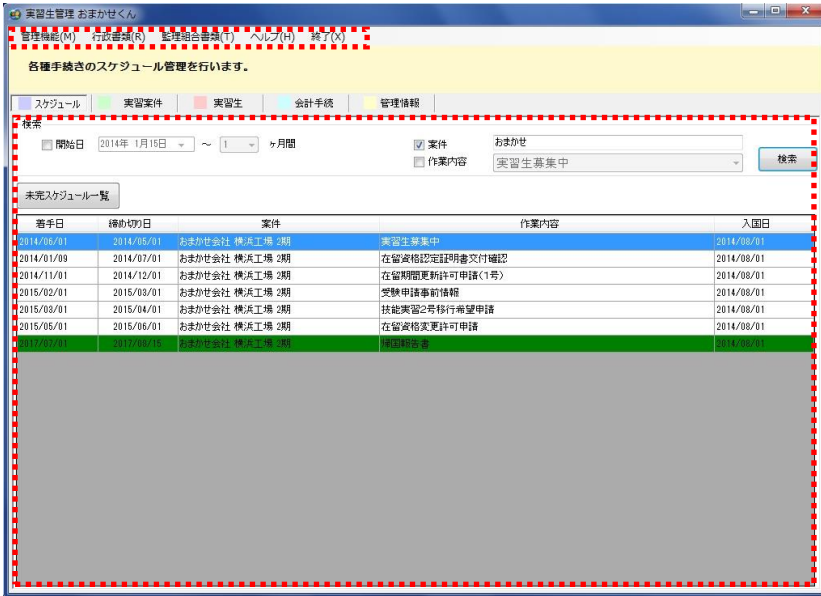 実習生管理 おまかせくん
管理機能(M) 行政書類(R) 監理組合書類(T) ヘルプ(H) 終了(X)
各種手続きのスケジュール管理を行います。
スケジュール 実習案件 実習生 会計手続 管理情報
検索
開始日 2014年 1月15日 ～ 1 ヶ月間 案件 おまかせ
作業内容 実習生募集中 検索
未完スケジュール一覧
着手日 締め切り日 案件 作業内容 入国日
2014/06/01 2014/05/01 おまかせ会社 横浜工場 2期 実習生募集中 2014/08/01
2014/01/09 2014/07/01 おまかせ会社 横浜工場 2期 在留資格認定証明書交付確認 2014/08/01
2014/11/01 2014/12/01 おまかせ会社 横浜工場 2期 在留期間更新許可申請(1号) 2014/08/01
2015/02/01 2015/03/01 おまかせ会社 横浜工場 2期 受験申請事前情報 2014/08/01
2015/03/01 2015/04/01 おまかせ会社 横浜工場 2期 技能実習2号移行希望申請 2014/08/01
2015/05/01 2015/06/01 おまかせ会社 横浜工場 2期 在留資格変更許可申請 2014/08/01
2017/07/01 2017/08/15 おまかせ会社 横浜工場 2期 帰国報告書 2014/08/01